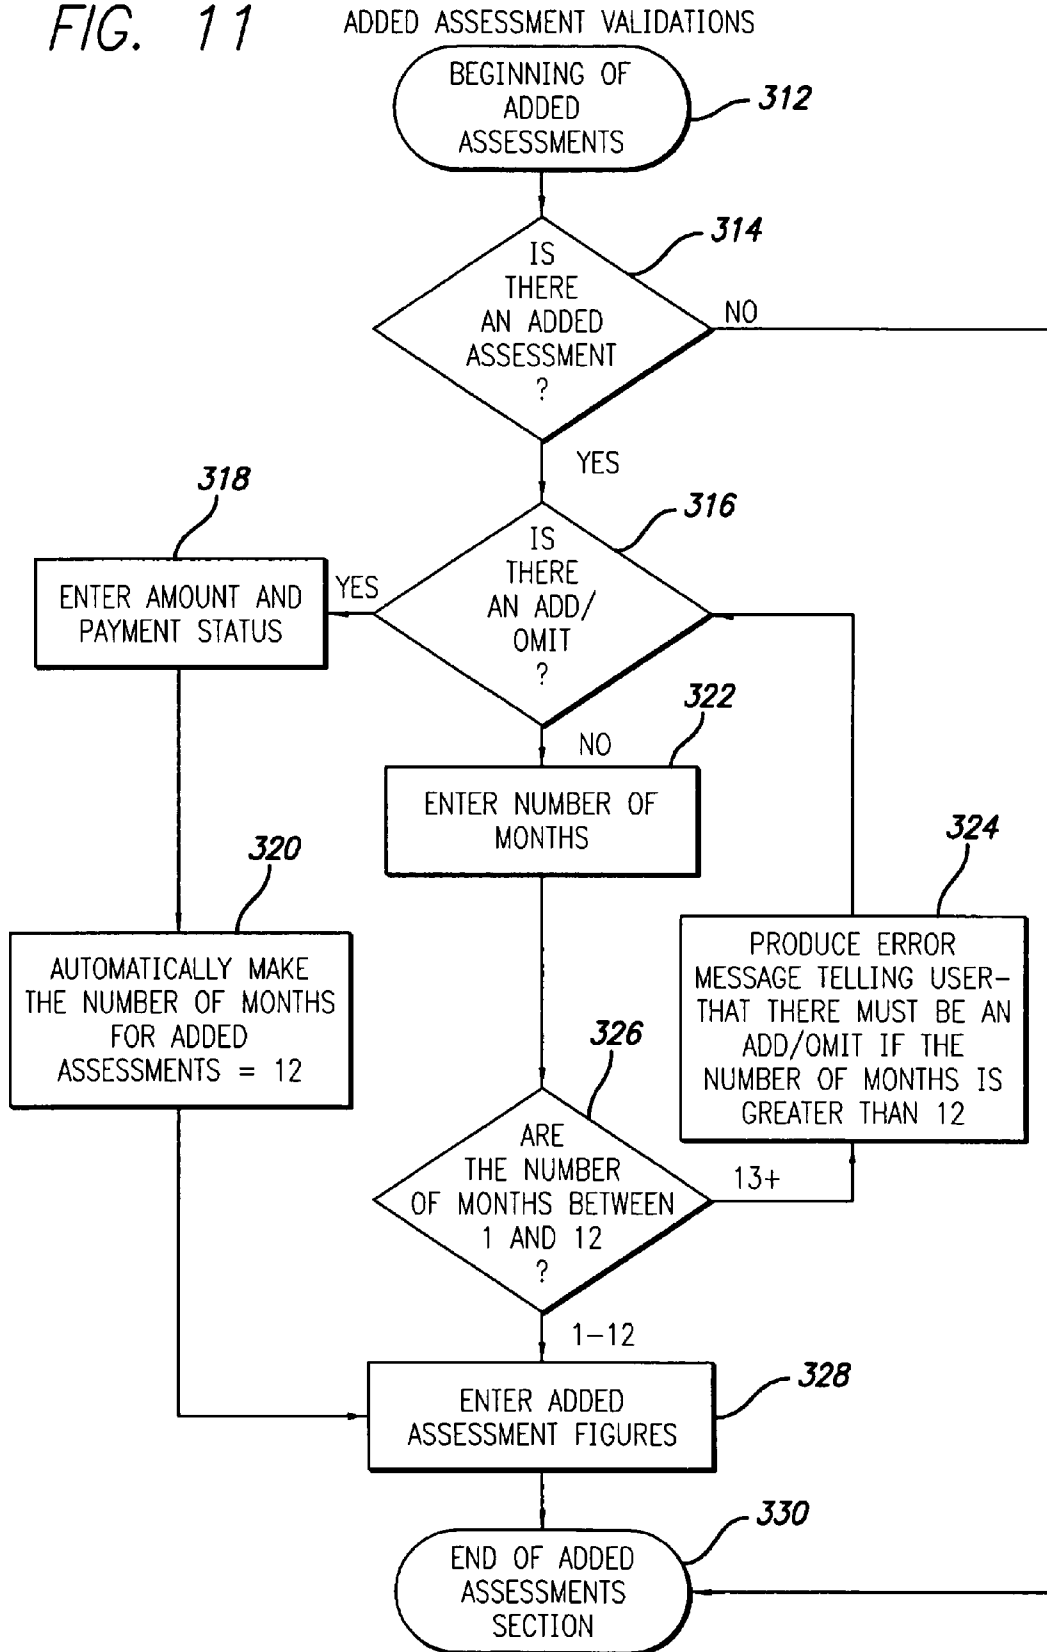 FIG. 11
ADDED ASSESSMENT VALIDATIONS
BEGINNING OF
ADDED
ASSESSMENTS
312
314
IS
THERE
AN ADDED
ASSESSMENT
?
NO
YES
318
316
IS
THERE
AN ADD/
OMIT
?
YES
ENTER AMOUNT AND
PAYMENT STATUS
NO
322
ENTER NUMBER OF
MONTHS
320
AUTOMATICALLY MAKE
THE NUMBER OF MONTHS
FOR ADDED
ASSESSMENTS = 12
324
PRODUCE ERROR
MESSAGE TELLING USER-
THAT THERE MUST BE AN
ADD/OMIT IF THE
NUMBER OF MONTHS IS
GREATER THAN 12
326
ARE
THE NUMBER
OF MONTHS BETWEEN
1 AND 12
?
13+
1-12
328
ENTER ADDED
ASSESSMENT FIGURES
330
END OF ADDED
ASSESSMENTS
SECTION